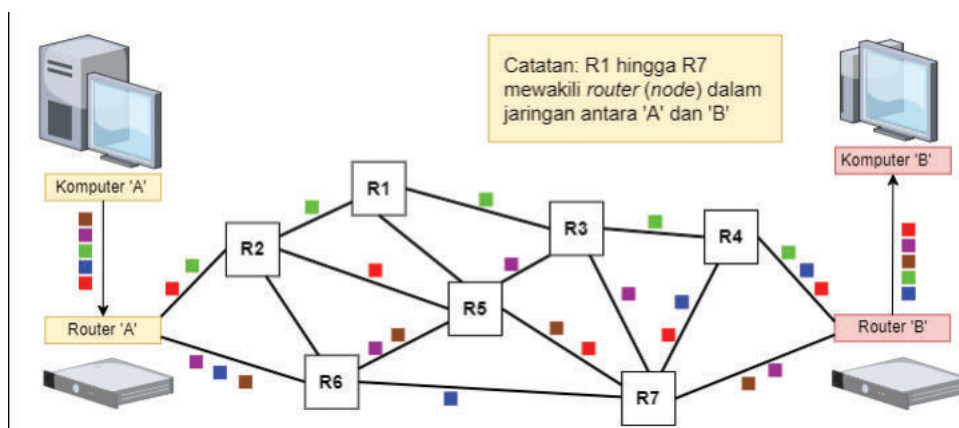 Catatan: R1 hingga R7
mewakili router (node) dalam
jaringan antara 'A' dan 'B'
Komputer 'A'
Komputer 'B'
R1
R2
R3
R4
R5
Router 'A'
Router 'B'
R6
R7